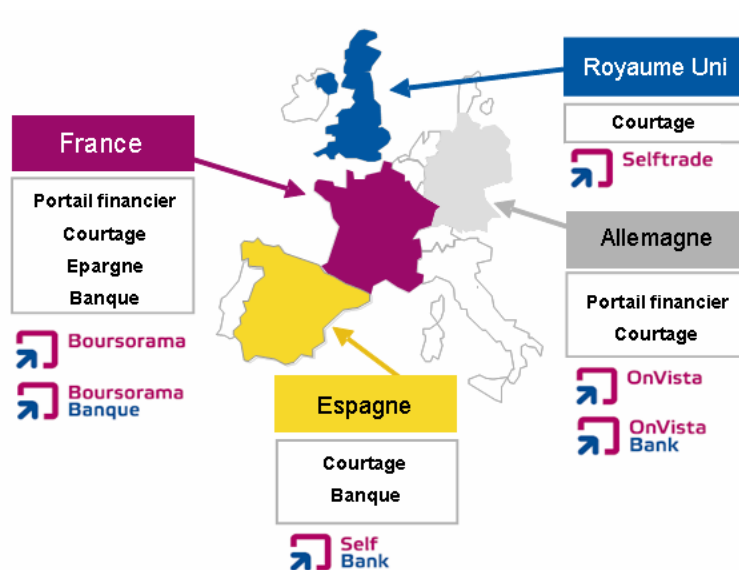 Royaume Uni
Courtage
Selftrade
France
Portail financier
Courtage
Epargne
Banque
Boursorama
Boursorama
Banque
Allemagne
Portail financier
Courtage
OnVista
OnVista
Bank
Espagne
Courtage
Banque
Self
Bank